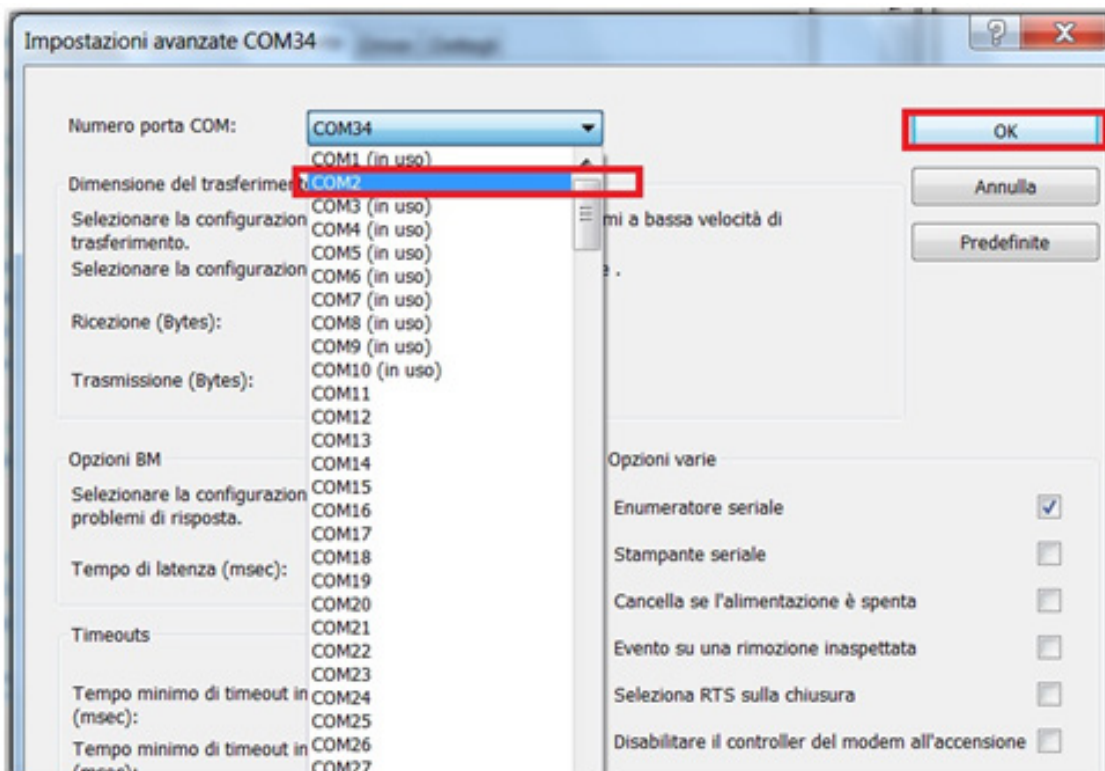 Impostazioni avanzate COM34
Numero porta COM:
COM34
OK
COM1 (in uso)
COM2
COM3 (in uso)
COM4 (in uso)
COM5 (in uso)
COM6 (in uso)
COM7 (in uso)
COM8 (in uso)
COM9 (in uso)
COM10 (in uso)
COM11
COM12
COM13
COM14
COM15
COM16
COM17
COM18
COM19
COM20
COM21
COM22
COM23
COM24
COM25
COM26
COM27
Annulla
Predefinite
Dimensione del
Selezionare la
mi a bassa velocità di
trasferimento.
Selezionare la
e .
Ricezione (Bytes):
Trasmissione (Bytes):
Opzioni BM
Selezionare la
problemi di risposta.
Tempo di latenza (msec):
Timeouts
Tempo minimo di timeout in
(msec):
Tempo minimo di timeout in
(msec):
Opzioni varie
Enumeratore seriale
Stampante seriale
Cancella se l'alimentazione è spenta
Evento su una rimozione inaspettata
Seleziona RTS sulla chiusura
Disabilitare il controller del modem all'accensione